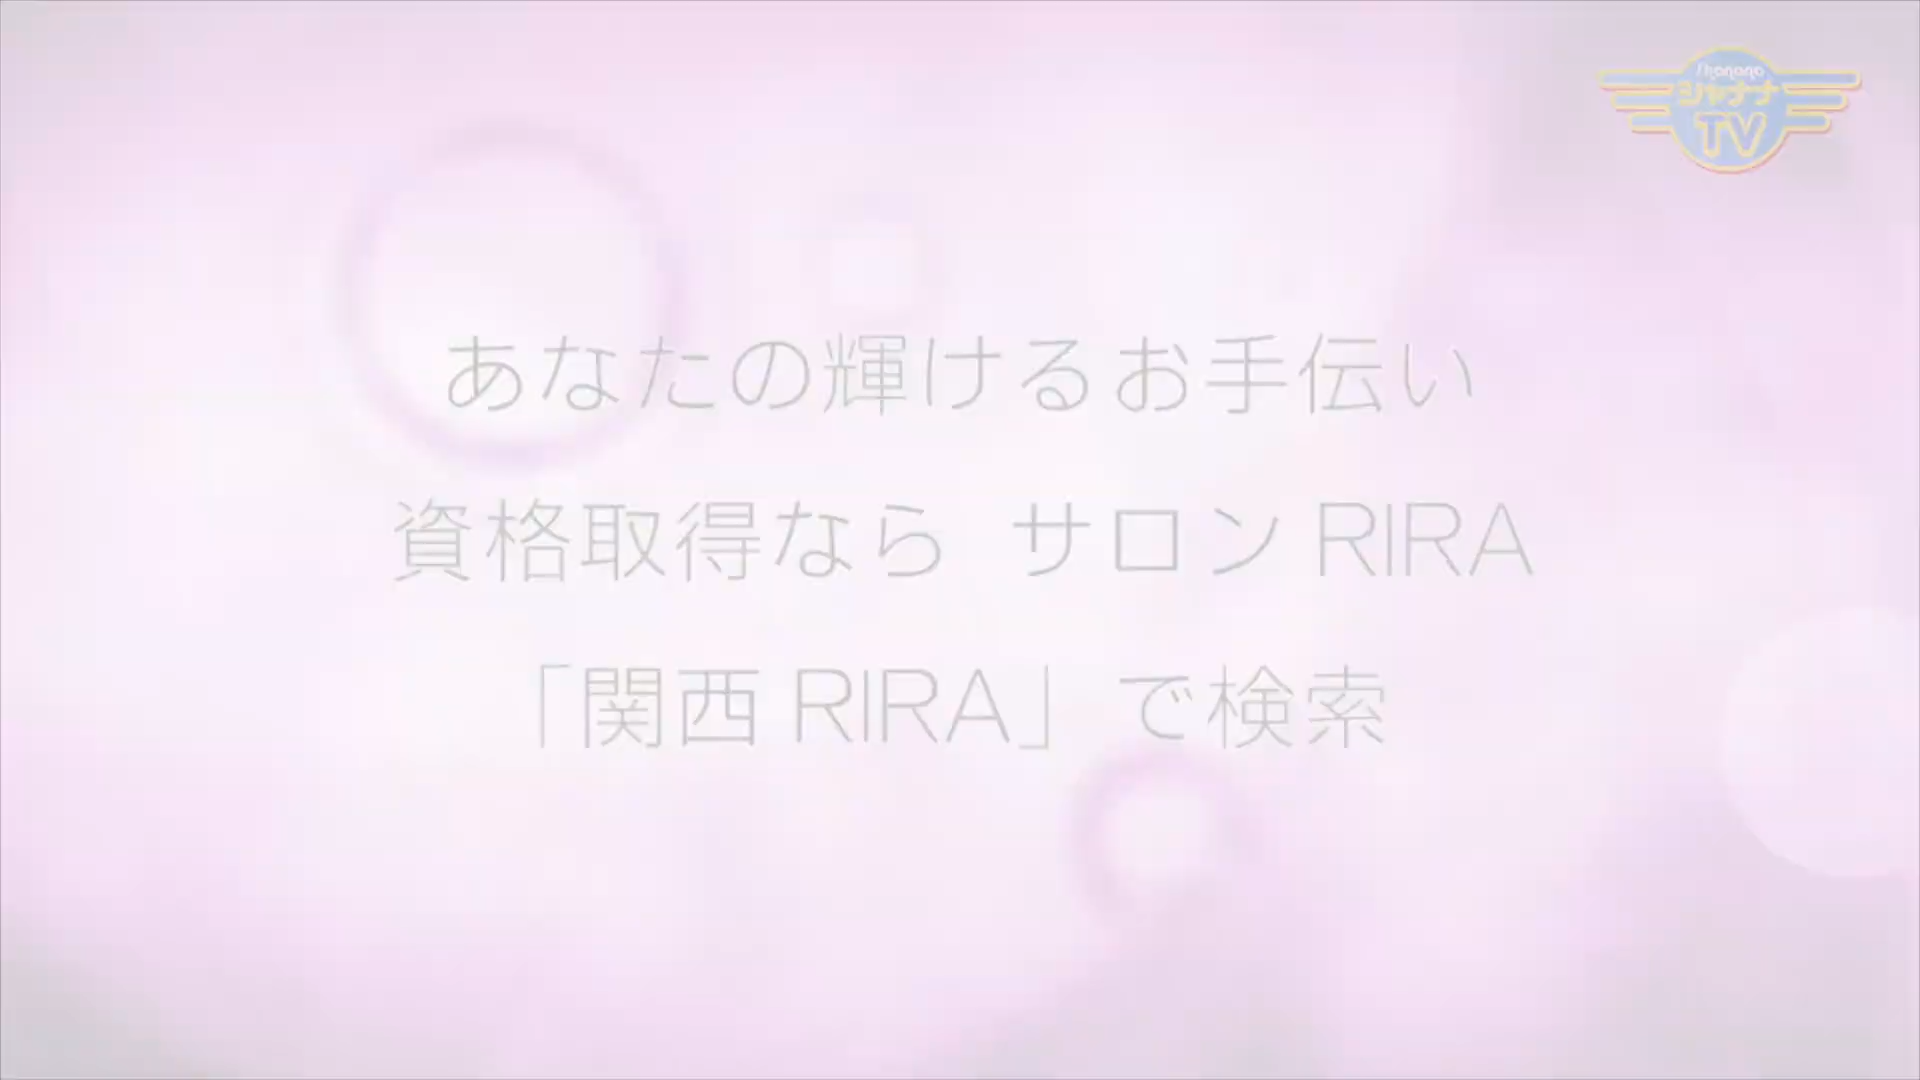 Shanana
シャナナ
TV
あなたの輝けるお手伝い
資格取得なら サロン RIRA
「関西 RIRA」で検索